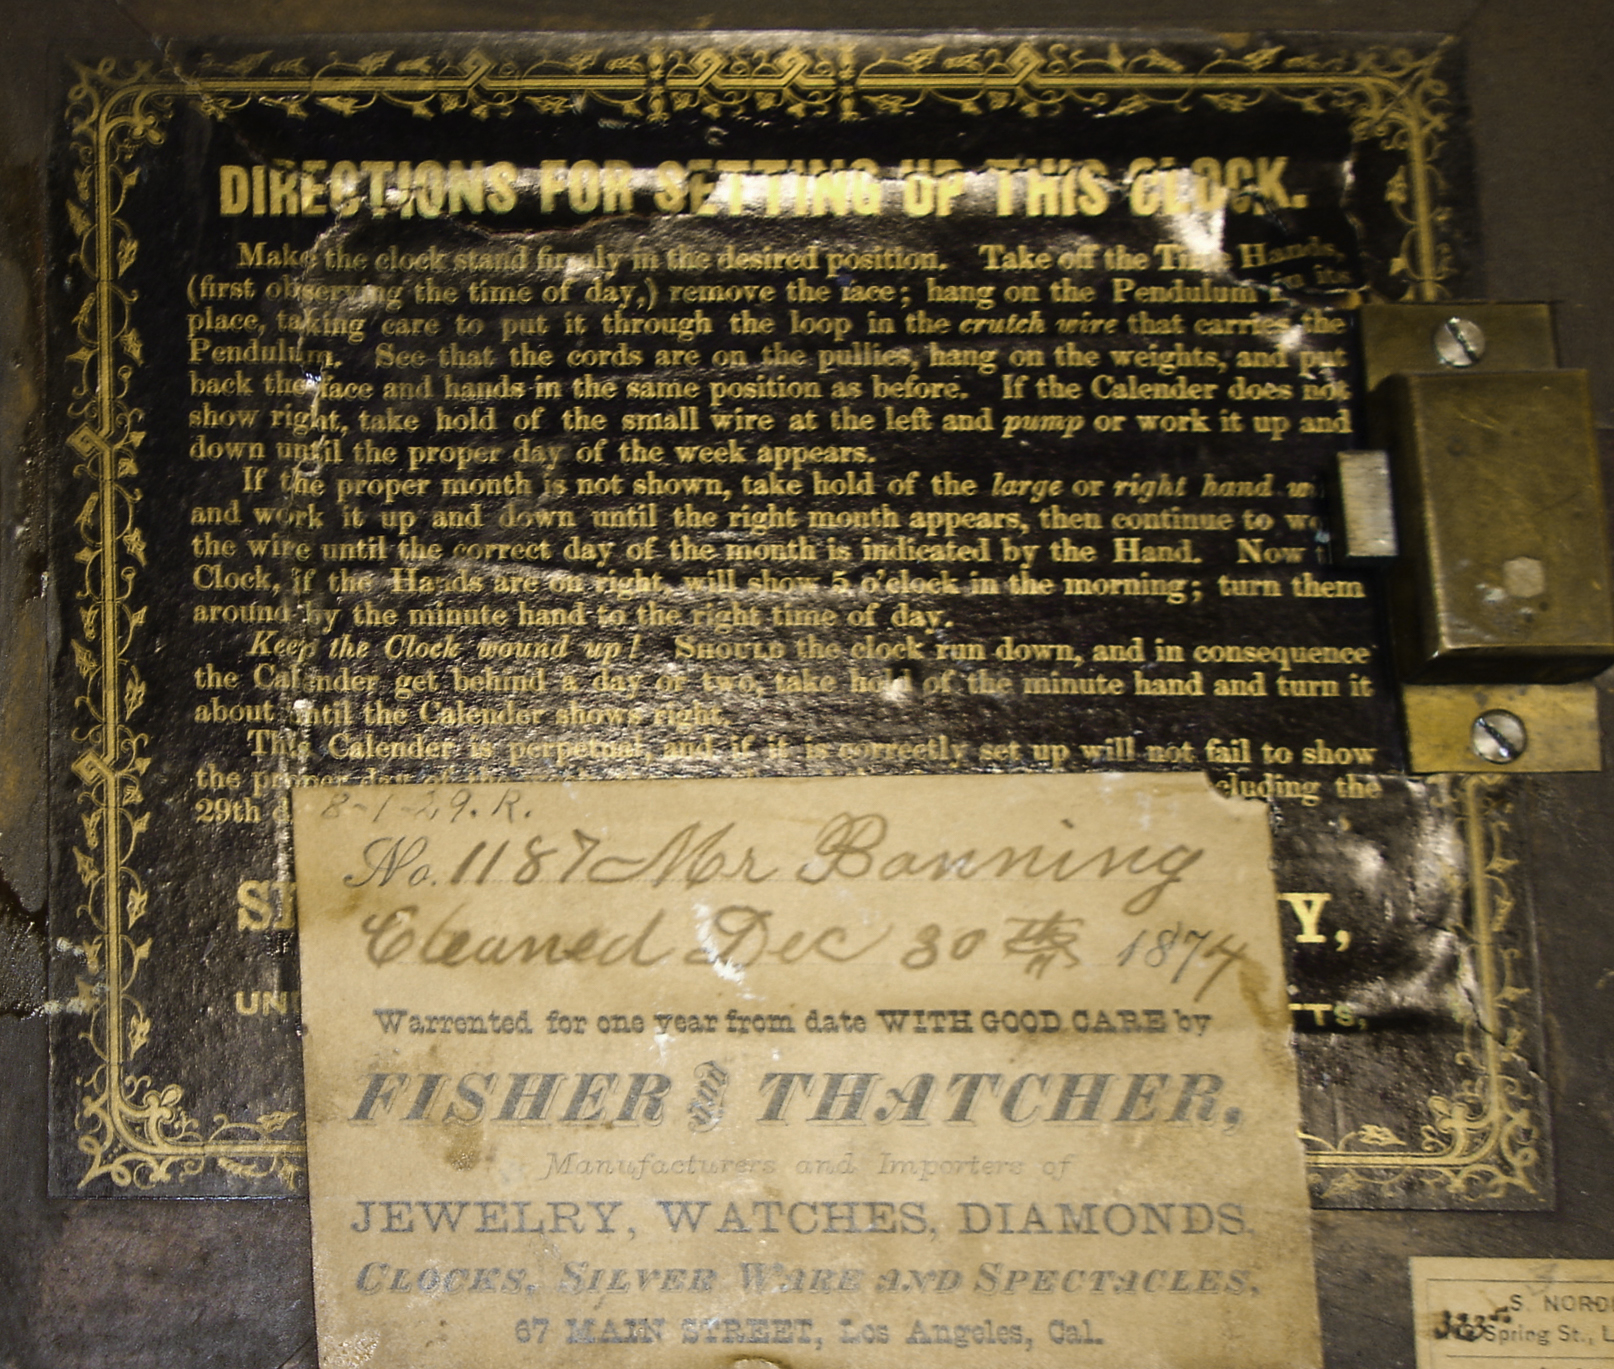 DIRECTIONS FOR SETTING UP THIS CLOCK.
Make the clock stand firmly in the desired position. Take off the Time Hands,
(first observing the time of day,) remove the face; hang on the Pendulum in its
place, taking care to put it through the loop in the crutch wire that carries the
Pendulum. See that the cords are on the pullies, hang on the weights, and put
back the face and hands in the same position as before. If the Calender does not
show right, take hold of the small wire at the left and pump or work it up and
down until the proper day of the week appears.
If the proper month is not shown, take hold of the large or right hand
and work it up and down until the right month appears, then continue to
the wire until the correct day of the month is indicated by the Hand. Now
Clock, if the Hands are on right, will show 5 o'clock in the morning; turn them
around by the minute hand to the right time of day.
Keep the Clock wound up! SHOULD the clock run down, and in consequence
the Calender get behind a day or two, take hold of the minute hand and turn it
about until the Calender shows right.
This Calender is perpetual, and if it is correctly set up will not fail to show
the proper day of the cluding the
29th
Y,
UNI TTS,
8-1-29. R.
No. 1187 Mr Banning
Cleaned Dec 30 th 1874
Warrented for one year from date WITH GOOD CARE by
FISHER and THATCHER,
Manufacturers and Importers of
JEWELRY, WATCHES, DIAMONDS.
CLOCKS, SILVER WARE AND SPECTACLES,
67 MAIN STREET, Los Angeles, Cal.
S. NORD
323 Spring St., L